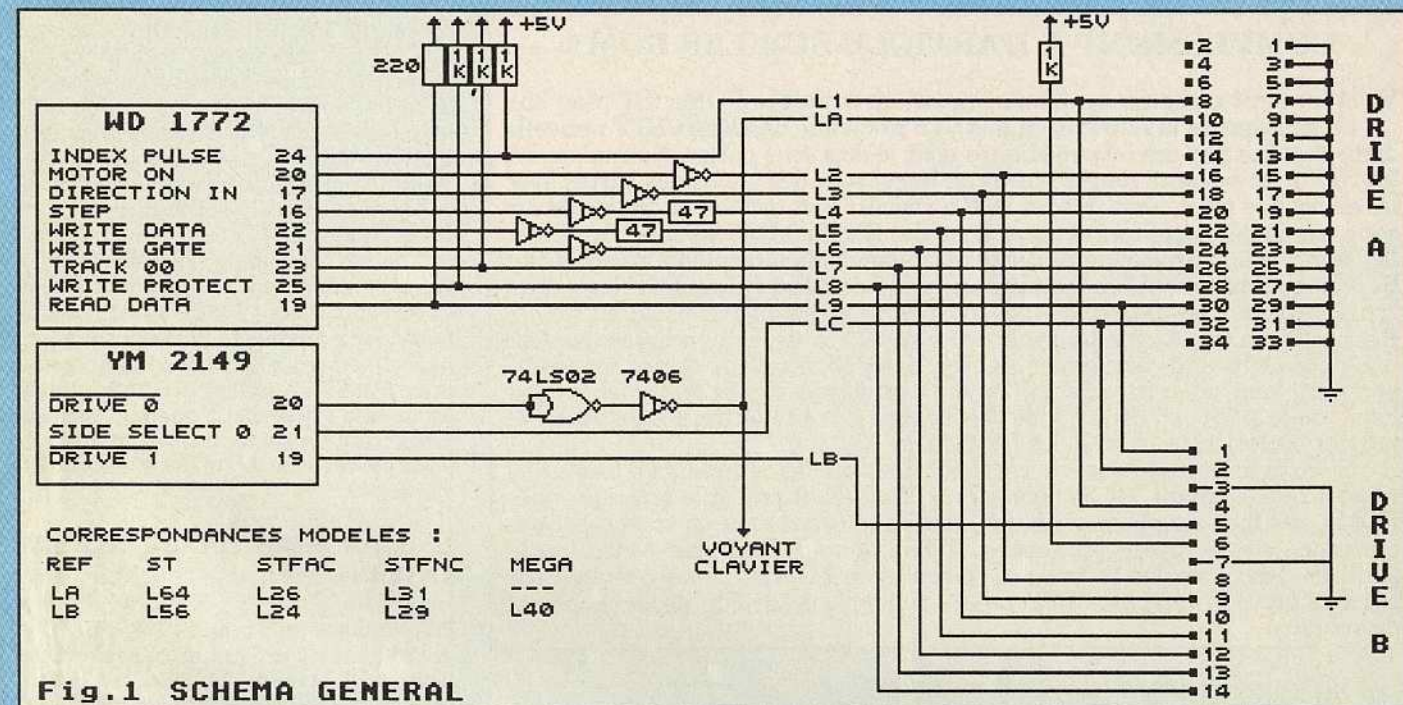 +5V
+5V
220
1K
1K
1K
1K
WD 1772
INDEX PULSE 24
MOTOR ON 20
DIRECTION IN 17
STEP 16
WRITE DATA 22
WRITE GATE 21
TRACK 00 23
WRITE PROTECT 25
READ DATA 19
47
47
L1
LA
L2
L3
L4
L5
L6
L7
L8
L9
LC
2 1
4 3
6 5
8 7
10 9
12 11
14 13
16 15
18 17
20 19
22 21
24 23
26 25
28 27
30 29
32 31
34 33
DRIVE A
YM 2149
DRIVE 0 20
SIDE SELECT 0 21
DRIVE 1 19
74LS02 7406
LB
VOYANT
CLAVIER
1
2
3
4
5
6
7
8
9
10
11
12
13
14
DRIVE B
CORRESPONDANCES MODELES :
REF ST STFAC STFNC MEGA
LA L64 L26 L31 ---
LB L56 L24 L29 L40
Fig.1 SCHEMA GENERAL